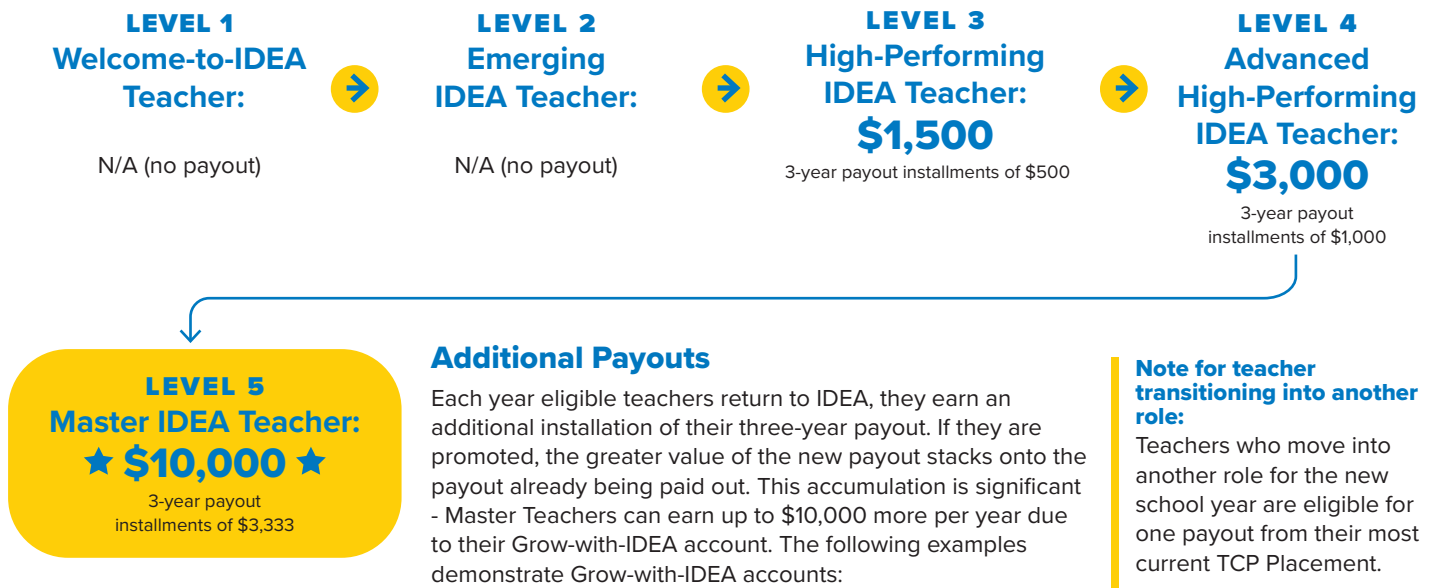 LEVEL 1
Welcome-to-IDEA
Teacher:
N/A (no payout)
LEVEL 2
Emerging
IDEA Teacher:
N/A (no payout)
LEVEL 3
High-Performing
IDEA Teacher:
$1,500
3-year payout installments of $500
LEVEL 4
Advanced
High-Performing
IDEA Teacher:
$3,000
3-year payout
installments of $1,000
LEVEL 5
Master IDEA Teacher:
$10,000
3-year payout
installments of $3,333
Additional Payouts
Each year eligible teachers return to IDEA, they earn an
additional installation of their three-year payout. If they are
promoted, the greater value of the new payout stacks onto the
payout already being paid out. This accumulation is significant
- Master Teachers can earn up to $10,000 more per year due
to their Grow-with-IDEA account. The following examples
demonstrate Grow-with-IDEA accounts:
Note for teacher
transitioning into another
role:
Teachers who move into
another role for the new
school year are eligible for
one payout from their most
current TCP Placement.